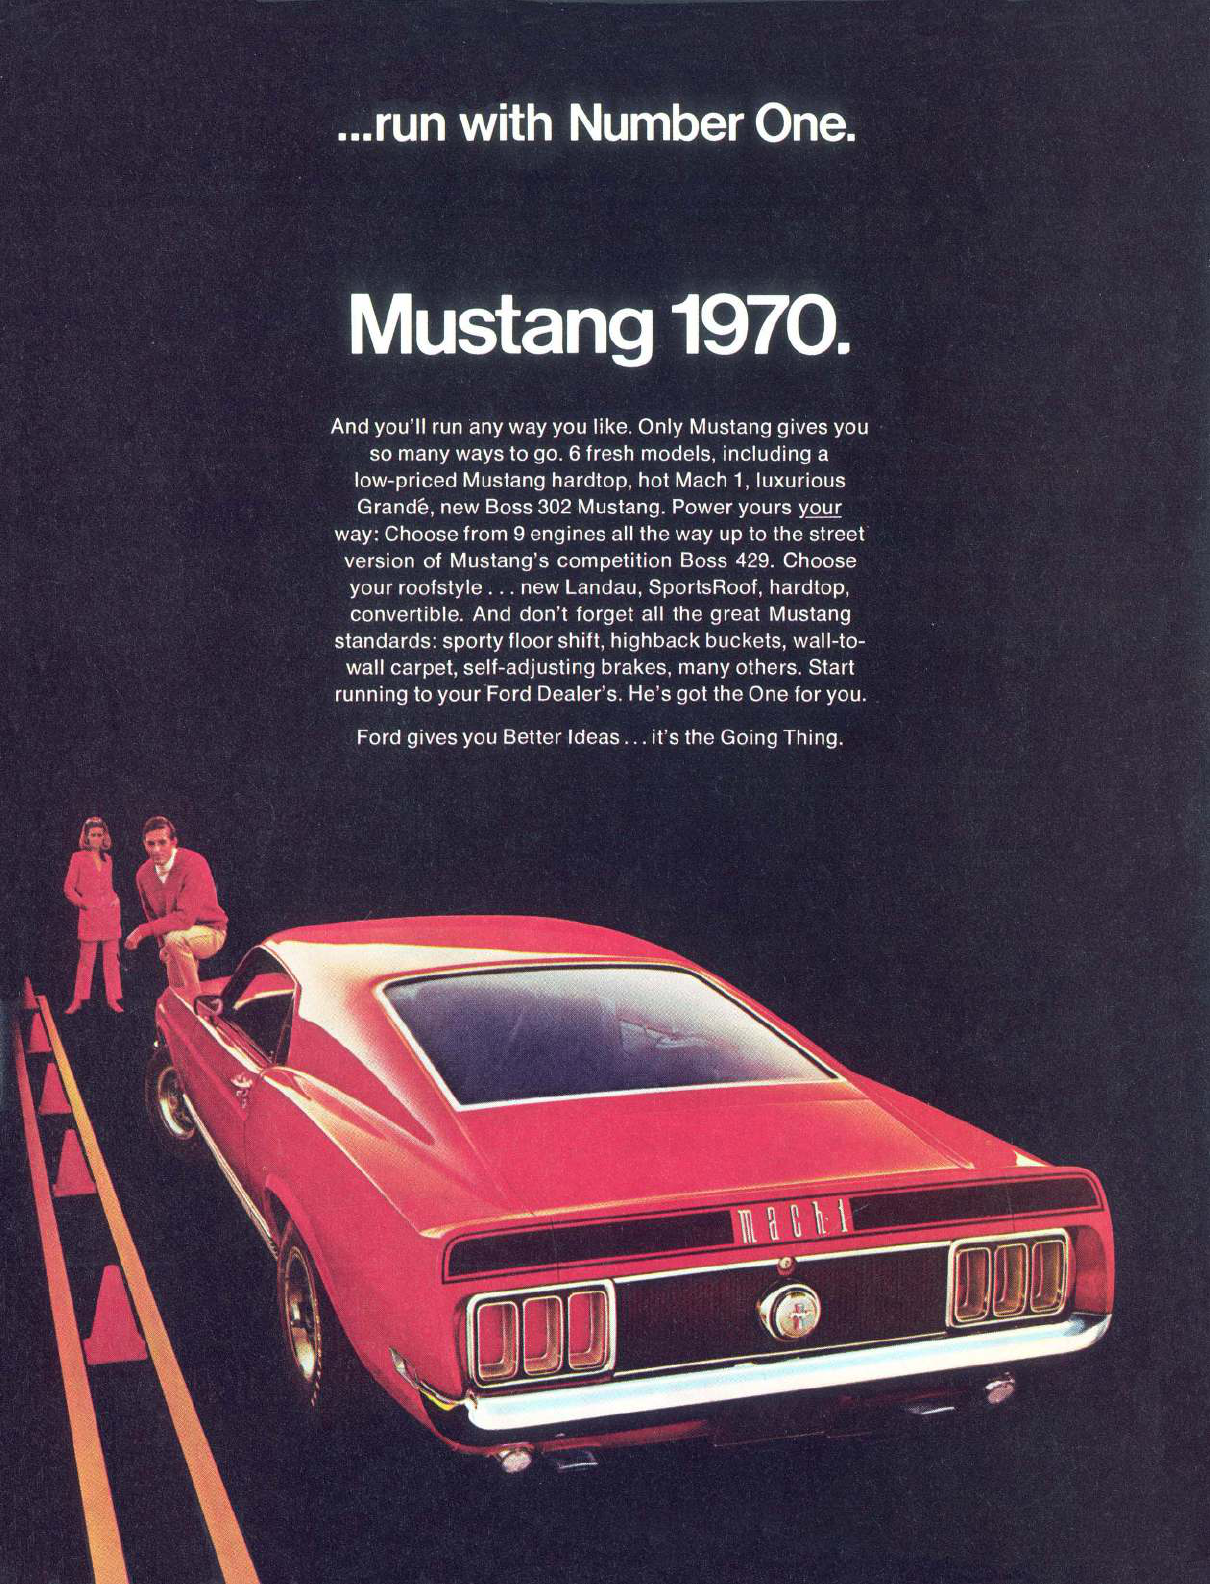 ...run with Number One.
Mustang 1970.
And you'll run any way you like. Only Mustang gives you
so many ways to go. 6 fresh models, including a
low-priced Mustang hardtop, hot Mach 1, luxurious
Grandé, new Boss 302 Mustang. Power yours your
way: Choose from 9 engines all the way up to the street
version of Mustang's competition Boss 429. Choose
your roofstyle . . . new Landau, SportsRoof, hardtop,
convertible. And don't forget all the great Mustang
standards: sporty floor shift, highback buckets, wall-to-
wall carpet, self-adjusting brakes, many others. Start
running to your Ford Dealer's. He's got the One for you.
Ford gives you Better Ideas . . . it's the Going Thing.
mach 1